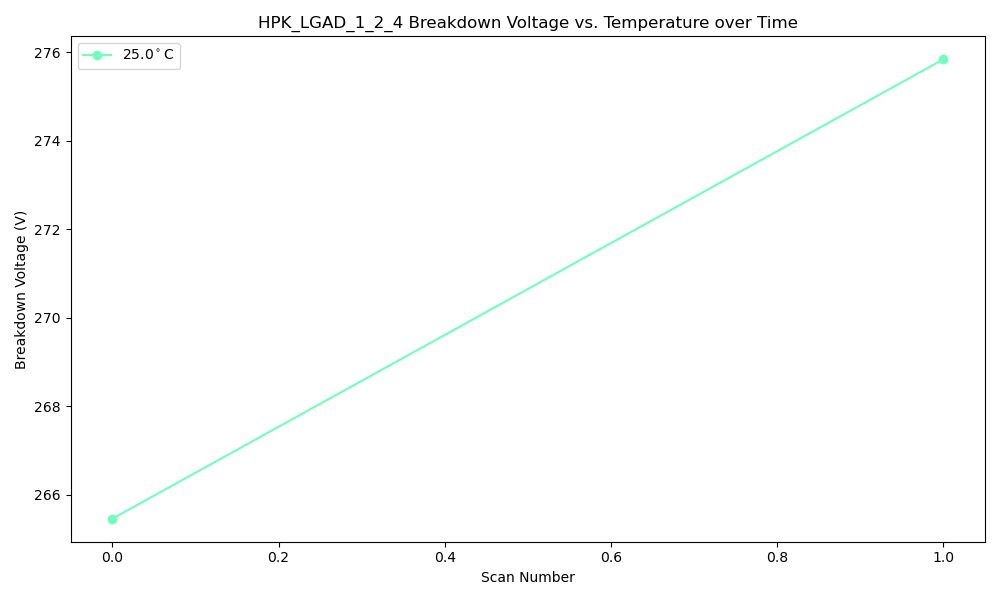 HPK_LGAD_1_2_4 Breakdown Voltage vs. Temperature over Time
25.0°C
276
274
272
270
268
266
Breakdown Voltage (V)
0.0 0.2 0.4 0.6 0.8 1.0
Scan Number